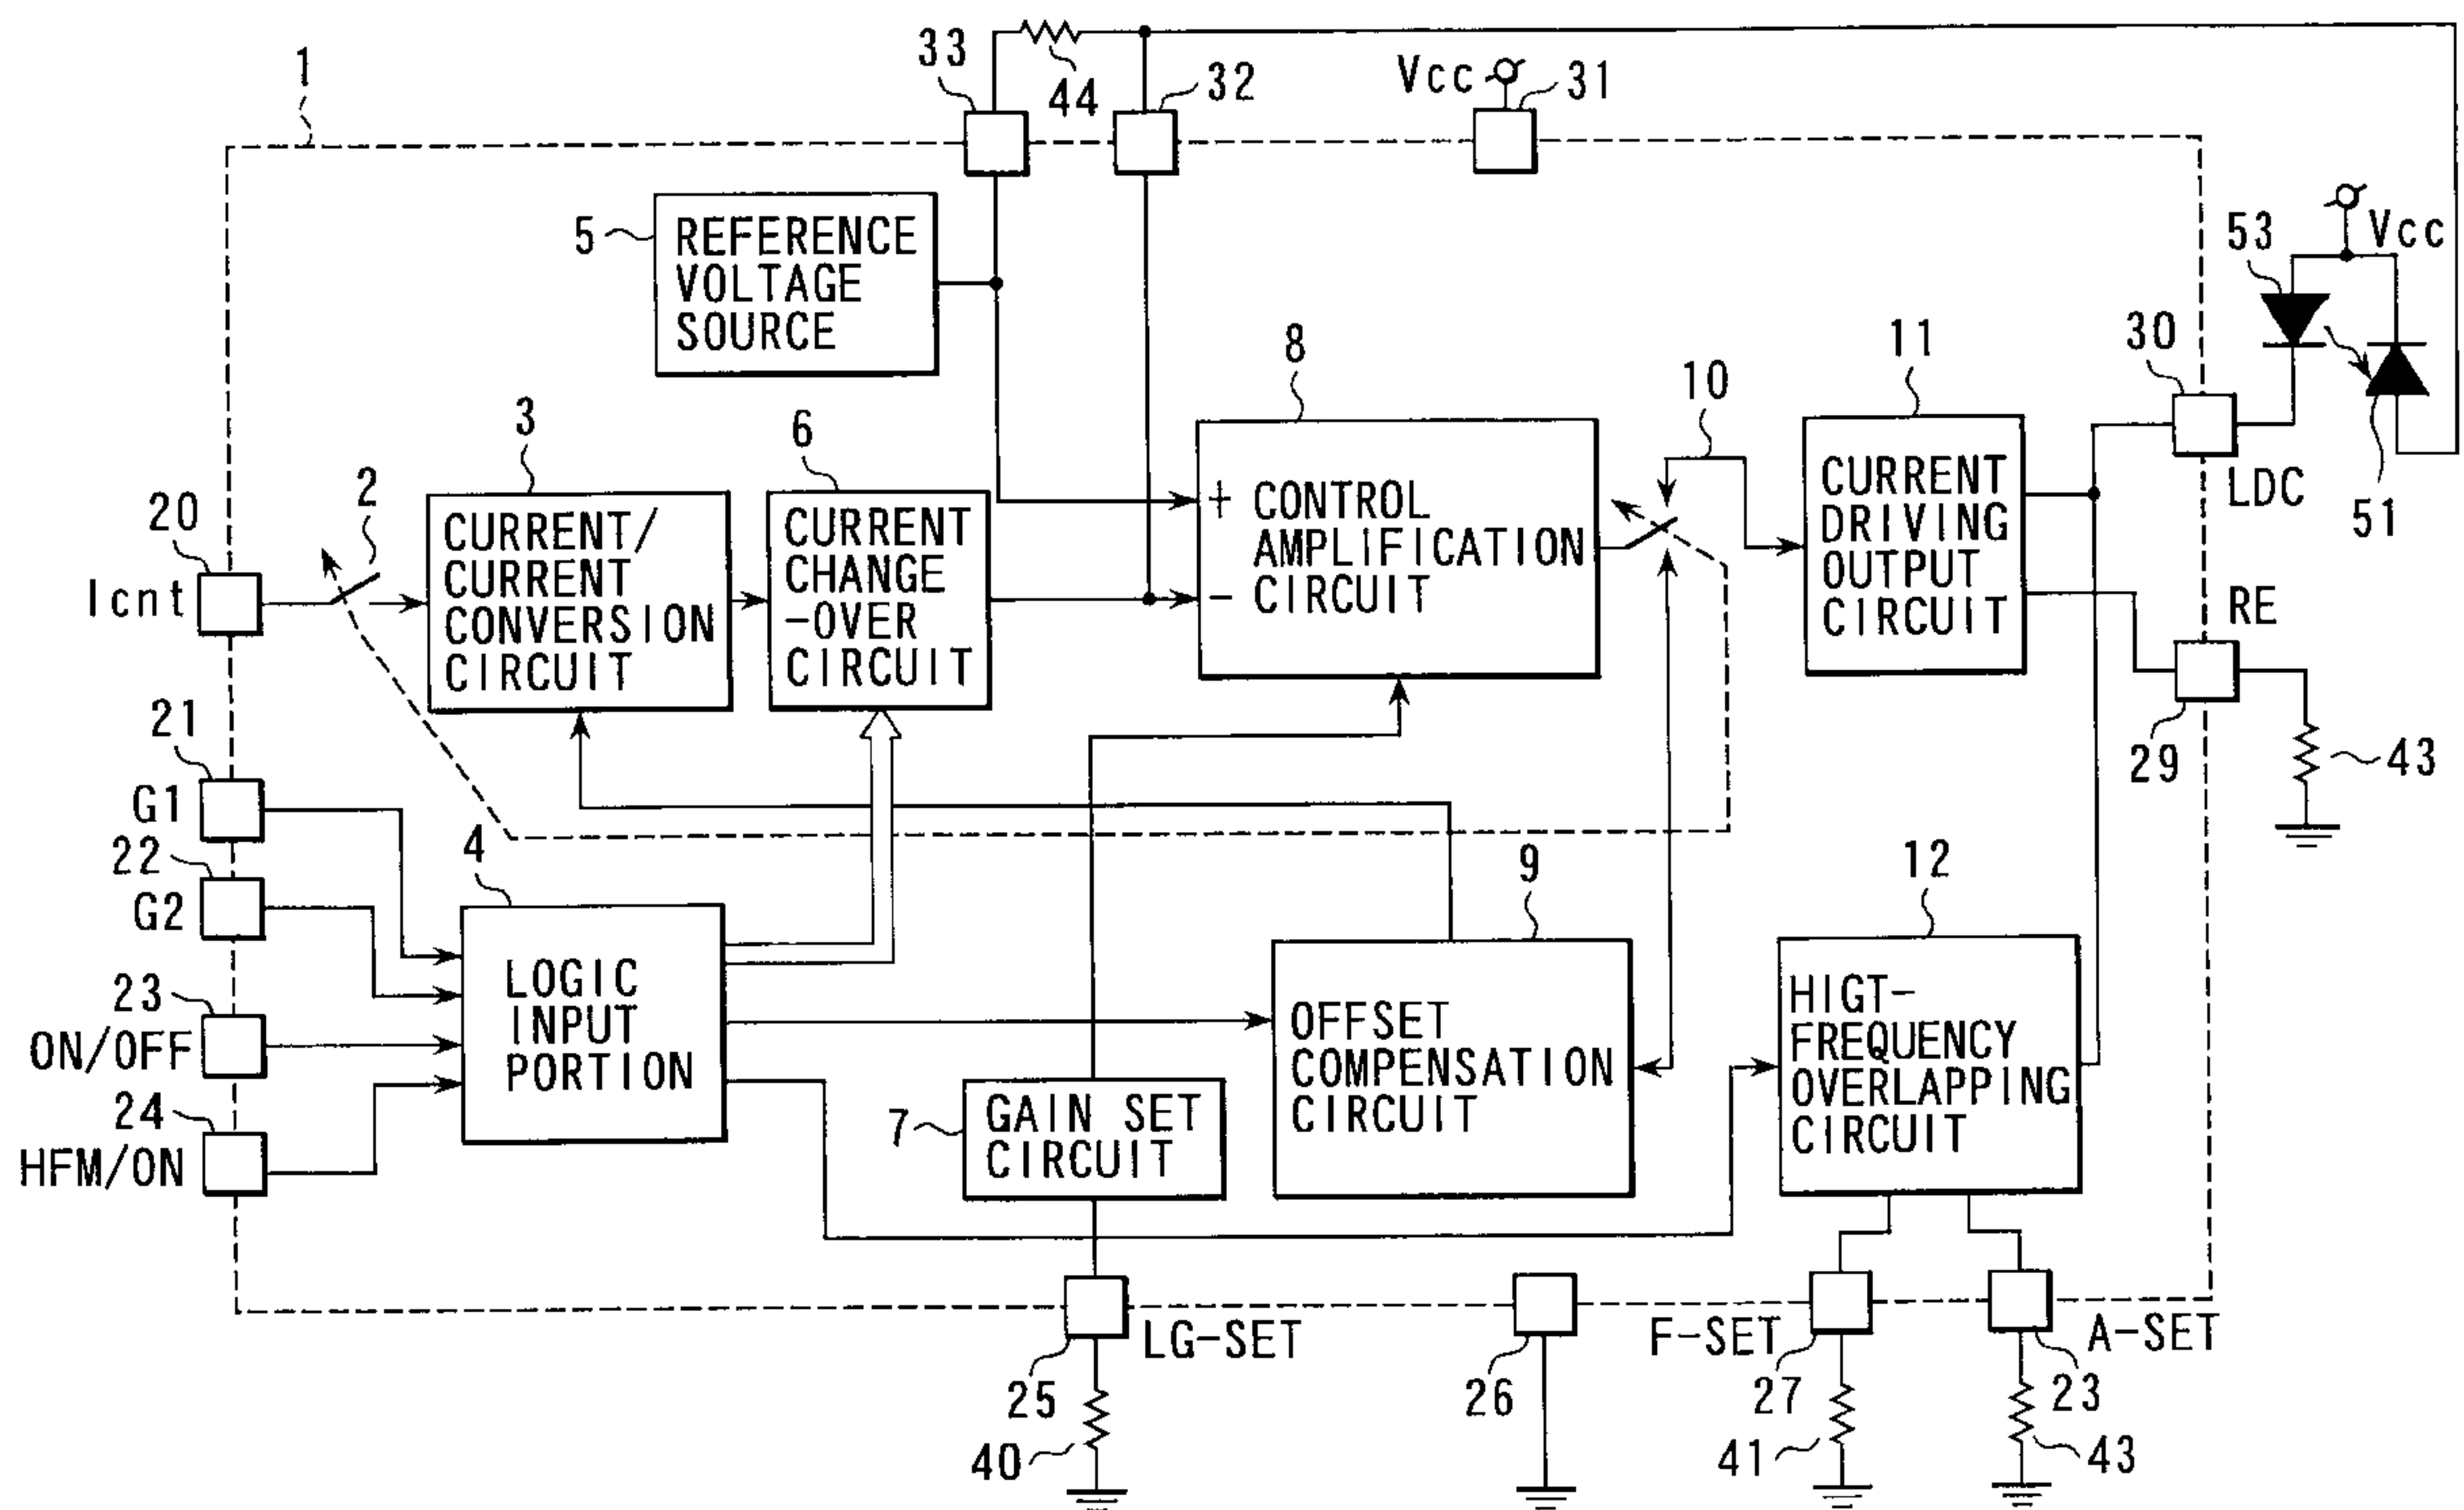 1
33
44
32
Vcc
31
5
REFERENCE
VOLTAGE
SOURCE
53
Vcc
30
LDC
51
3
6
8
10
11
20
Icnt
2
CURRENT/
CURRENT
CONVERSION
CIRCUIT
CURRENT
CHANGE
-OVER
CIRCUIT
+ CONTROL
AMPLIFICATION
- CIRCUIT
CURRENT
DRIVING
OUTPUT
CIRCUIT
RE
29
43
21
G1
22
G2
23
ON/OFF
24
HFM/ON
4
LOGIC
INPUT
PORTION
7
GAIN SET
CIRCUIT
9
OFFSET
COMPENSATION
CIRCUIT
12
HIGT-
FREQUENCY
OVERLAPPING
CIRCUIT
LG-SET
25
40
26
F-SET
27
41
A-SET
23
43